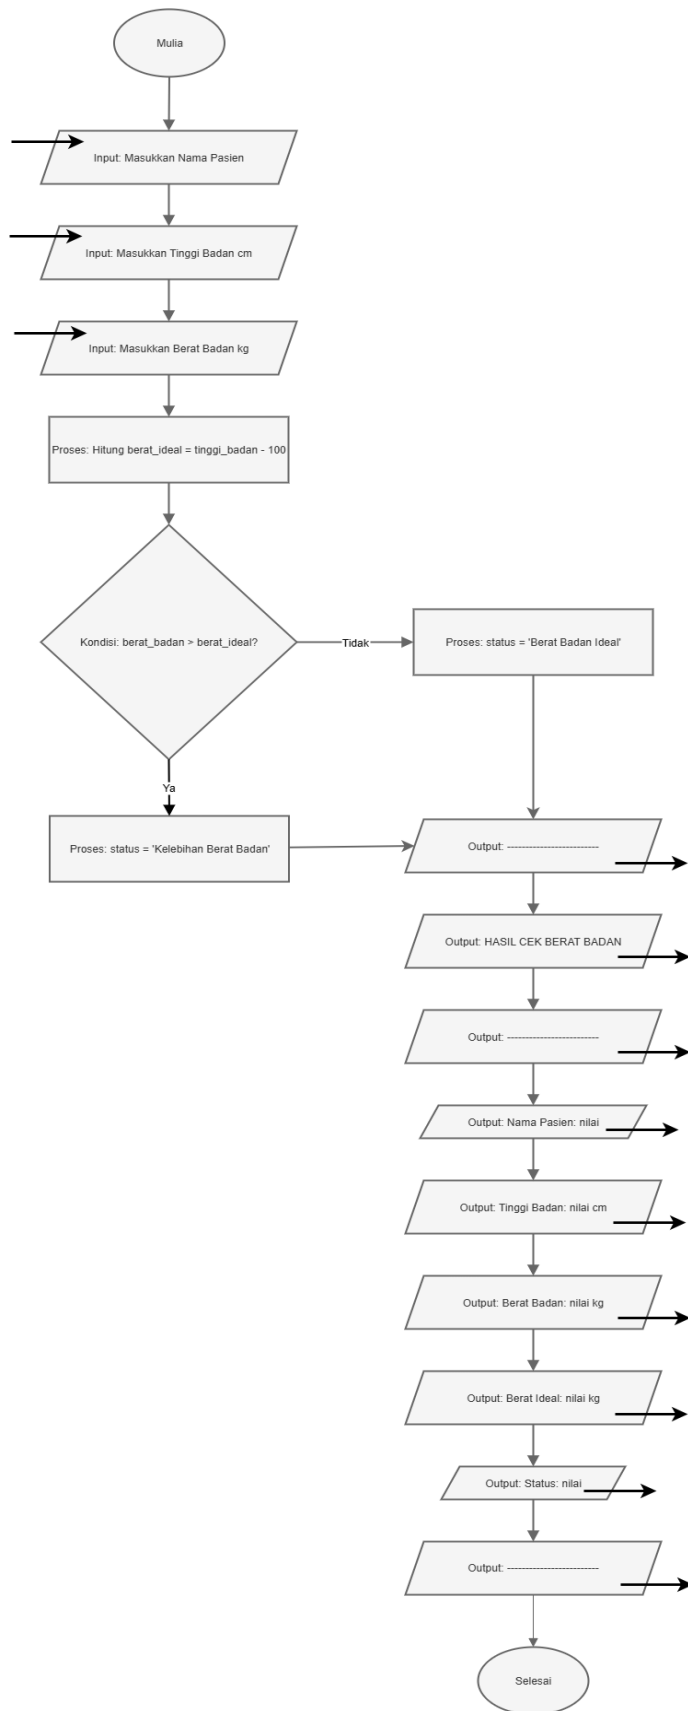 Mulia
Input: Masukkan Nama Pasien
Input: Masukkan Tinggi Badan cm
Input: Masukkan Berat Badan kg
Proses: Hitung berat_ideal = tinggi_badan - 100
Kondisi: berat_badan > berat_ideal?
Tidak
Proses: status = 'Berat Badan Ideal'
Ya
Proses: status = 'Kelebihan Berat Badan'
Output: -------------------------
Output: HASIL CEK BERAT BADAN
Output: -------------------------
Output: Nama Pasien: nilai
Output: Tinggi Badan: nilai cm
Output: Berat Badan: nilai kg
Output: Berat Ideal: nilai kg
Output: Status: nilai
Output: -------------------------
Selesai